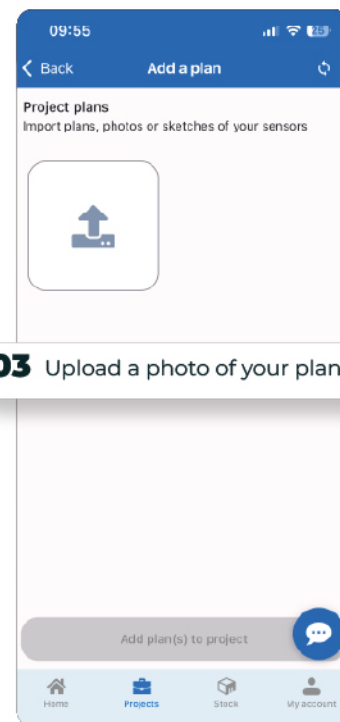 09:55
25
Back
Add a plan
Project plans
Import plans, photos or sketches of your sensors
03 Upload a photo of your plan
Add plan(s) to project
Home
Projects
Stock
My account